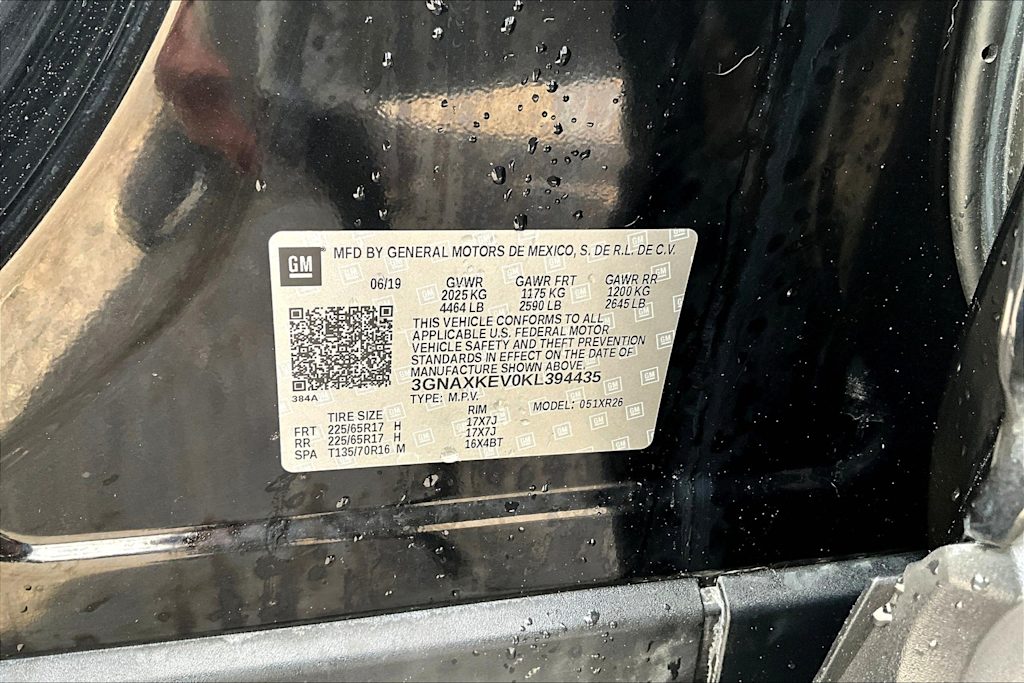 GM® MFD BY GENERAL MOTORS DE MEXICO, S. DE R.L. DE C.V.
06/19 GVWR GAWR FRT GAWR RR
2025 KG 1175 KG 1200 KG
4464 LB 2590 LB 2645 LB
THIS VEHICLE CONFORMS TO ALL
APPLICABLE U.S. FEDERAL MOTOR
VEHICLE SAFETY AND THEFT PREVENTION
STANDARDS IN EFFECT ON THE DATE OF
MANUFACTURE SHOWN ABOVE.
3GNAXKEV0KL394435
384A TYPE: M.P.V. MODEL: 051XR26
TIRE SIZE RIM
FRT 225/65R17 H 17X7J
RR 225/65R17 H 17X7J
SPA T135/70R16 M 16X4BT